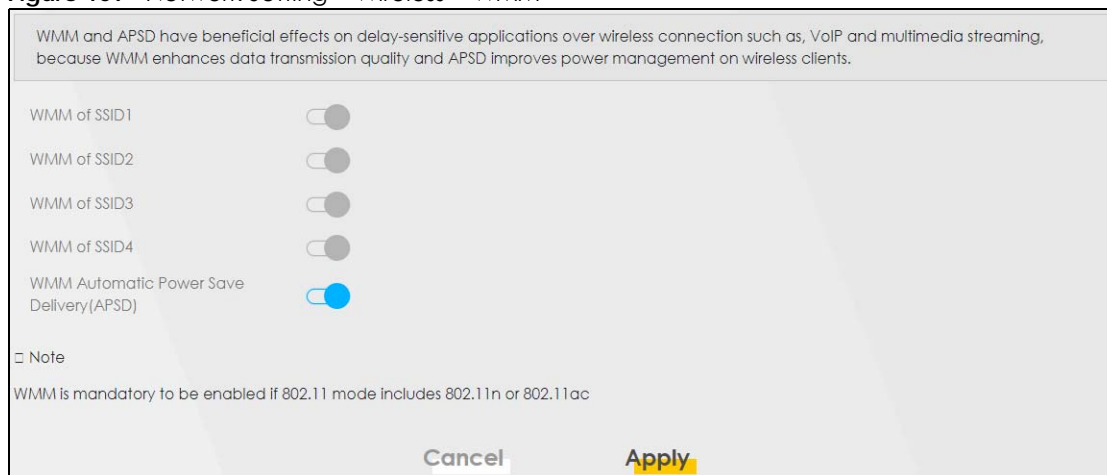 WMM and APSD have beneficial effects on delay-sensitive applications over wireless connection such as, VoIP and multimedia streaming,
because WMM enhances data transmission quality and APSD improves power management on wireless clients.
WMM of SSID1
WMM of SSID2
WMM of SSID3
WMM of SSID4
WMM Automatic Power Save
Delivery(APSD)
Note
WMM is mandatory to be enabled if 802.11 mode includes 802.11n or 802.11ac
Cancel Apply